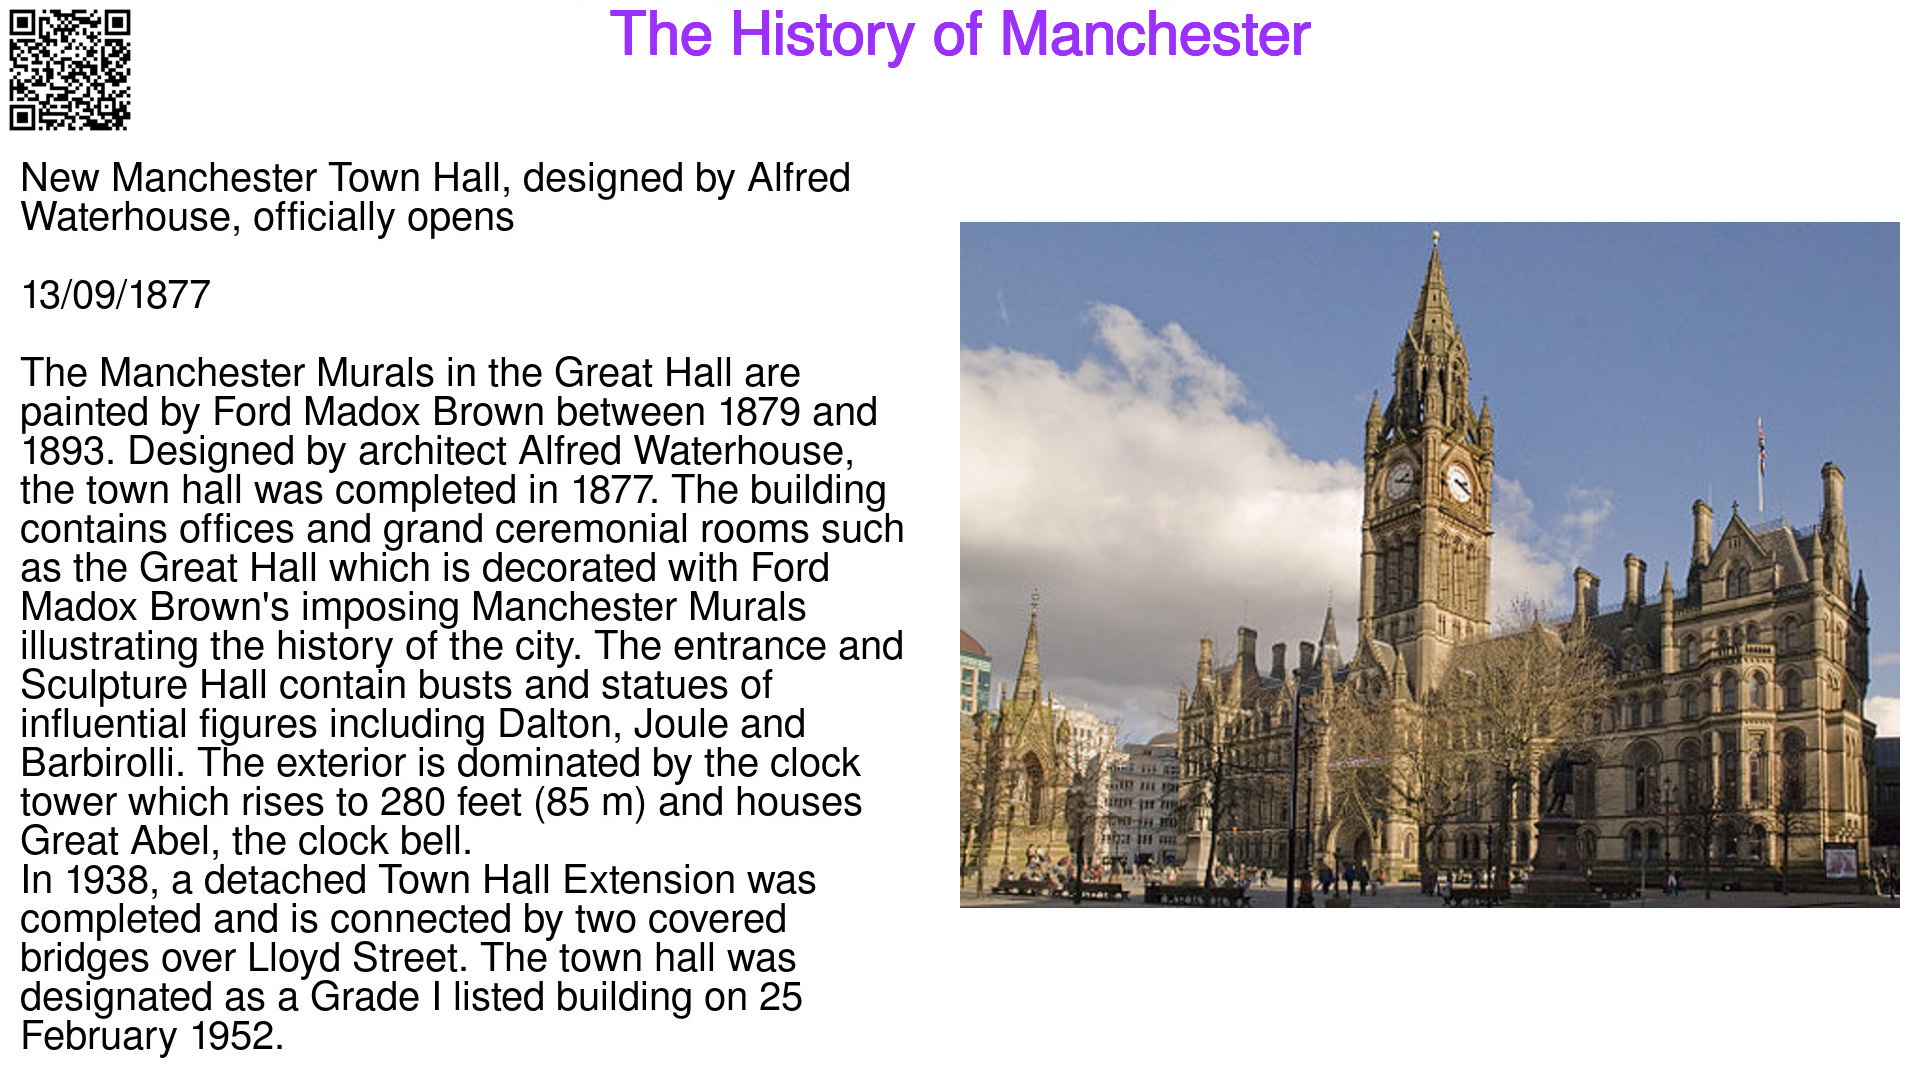 The History of Manchester
New Manchester Town Hall, designed by Alfred
Waterhouse, officially opens
13/09/1877
The Manchester Murals in the Great Hall are
painted by Ford Madox Brown between 1879 and
1893. Designed by architect Alfred Waterhouse,
the town hall was completed in 1877. The building
contains offices and grand ceremonial rooms such
as the Great Hall which is decorated with Ford
Madox Brown's imposing Manchester Murals
illustrating the history of the city. The entrance and
Sculpture Hall contain busts and statues of
influential figures including Dalton, Joule and
Barbirolli. The exterior is dominated by the clock
tower which rises to 280 feet (85 m) and houses
Great Abel, the clock bell.
In 1938, a detached Town Hall Extension was
completed and is connected by two covered
bridges over Lloyd Street. The town hall was
designated as a Grade I listed building on 25
February 1952.